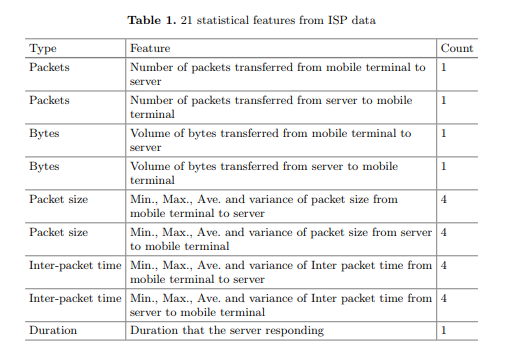 Table 1. 21 statistical features from ISP data
Type Feature Count
Packets Number of packets transferred from mobile terminal to 1
server
Packets Number of packets transferred from server to mobile 1
terminal
Bytes Volume of bytes transferred from mobile terminal to 1
server
Bytes Volume of bytes transferred from server to mobile 1
terminal
Packet size Min., Max., Ave. and variance of packet size from 4
mobile terminal to server
Packet size Min., Max., Ave. and variance of packet size from server 4
to mobile terminal
Inter-packet time Min., Max., Ave. and variance of Inter packet time from 4
mobile terminal to server
Inter-packet time Min., Max., Ave. and variance of Inter packet time from 4
server to mobile terminal
Duration Duration that the server responding 1